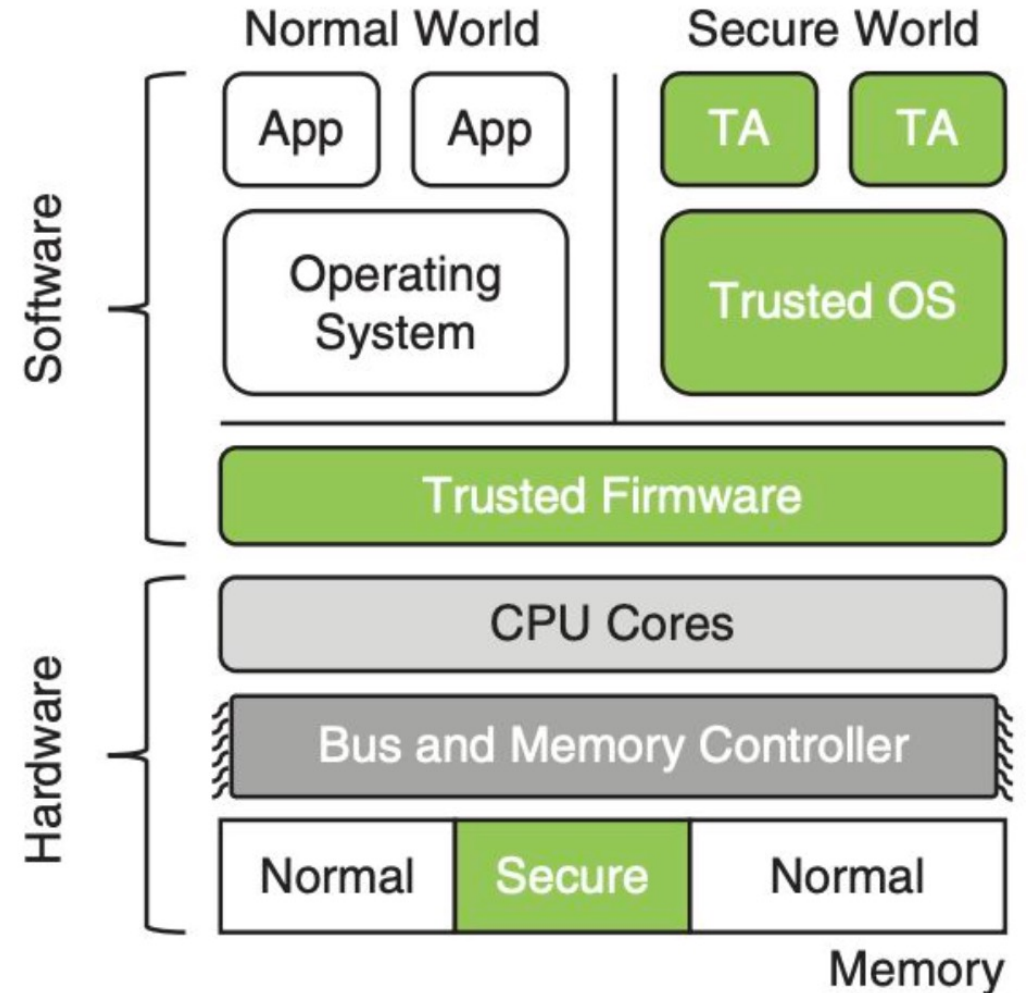 Normal World
Secure World
App
App
TA
TA
Operating
System
Trusted OS
Software
Trusted Firmware
CPU Cores
Bus and Memory Controller
Hardware
Normal
Secure
Normal
Memory